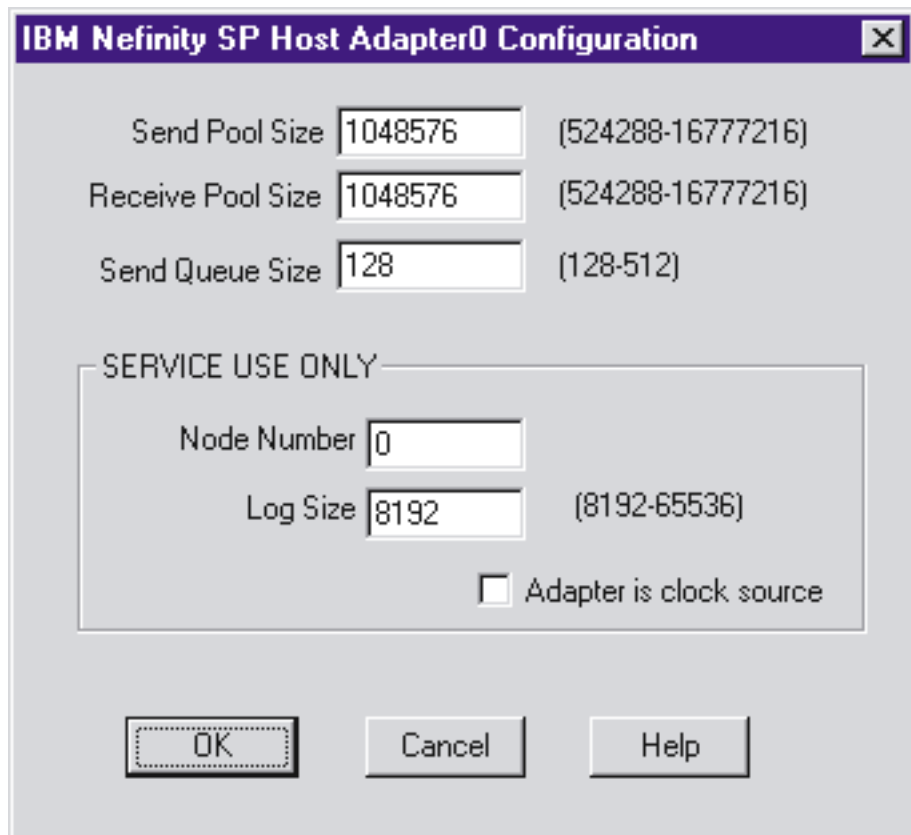 IBM Nefinity SP Host Adapter0 Configuration
Send Pool Size 1048576 (524288-16777216)
Receive Pool Size 1048576 (524288-16777216)
Send Queue Size 128 (128-512)
SERVICE USE ONLY
Node Number 0
Log Size 8192 (8192-65536)
Adapter is clock source
OK Cancel Help